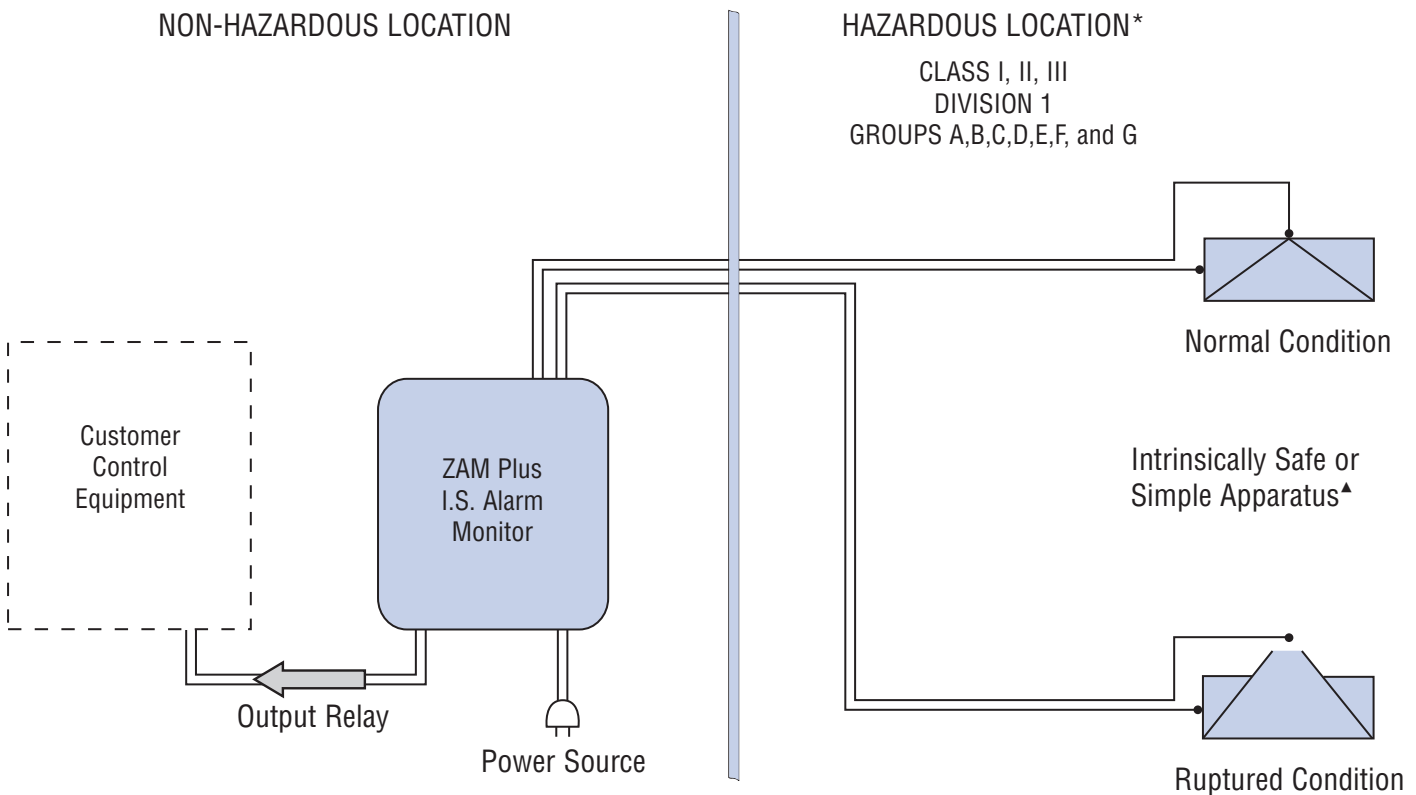 NON-HAZARDOUS LOCATION
HAZARDOUS LOCATION*
CLASS I, II, III
DIVISION 1
GROUPS A,B,C,D,E,F, and G
Normal Condition
Customer
Control
Equipment
ZAM Plus
I.S. Alarm
Monitor
Intrinsically Safe or
Simple Apparatus▲
Output Relay
Power Source
Ruptured Condition